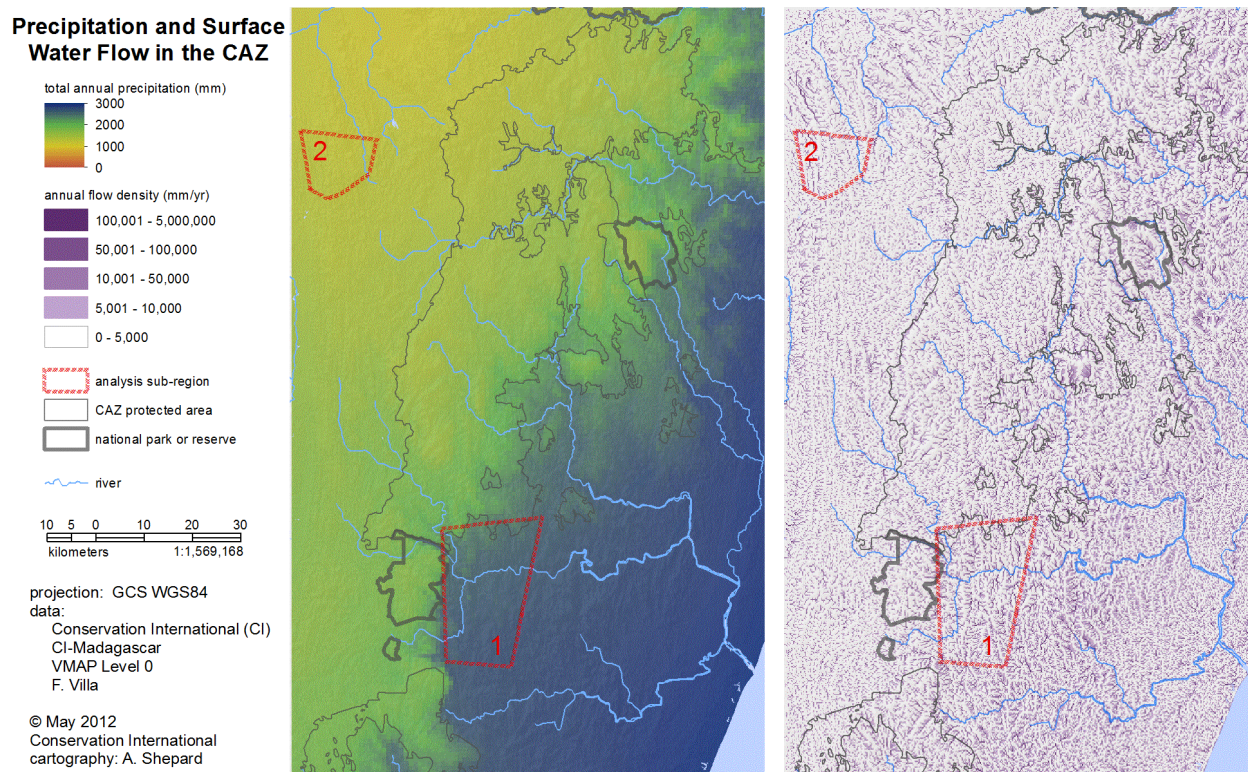 Precipitation and Surface
Water Flow in the CAZ
total annual precipitation (mm)
3000
2000
1000
0
annual flow density (mm/yr)
100,001 - 5,000,000
50,001 - 100,000
10,001 - 50,000
5,001 - 10,000
0 - 5,000
analysis sub-region
CAZ protected area
national park or reserve
river
10 5 0 10 20 30
kilometers 1:1,569,168
projection: GCS WGS84
data:
Conservation International (CI)
CI-Madagascar
VMAP Level 0
F. Villa
© May 2012
Conservation International
cartography: A. Shepard
2
1
2
1